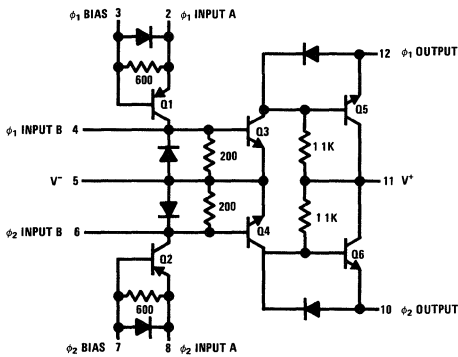 ϕ1 BIAS 3 2 ϕ1 INPUT A
12 ϕ1 OUTPUT
600
Q1
Q5
ϕ1 INPUT B 4
Q3
200
1 1K
V⁻ 5
11 V⁺
200
1 1K
ϕ2 INPUT B 6
Q4
Q2
Q6
600
10 ϕ2 OUTPUT
ϕ2 BIAS 7 8 ϕ2 INPUT A